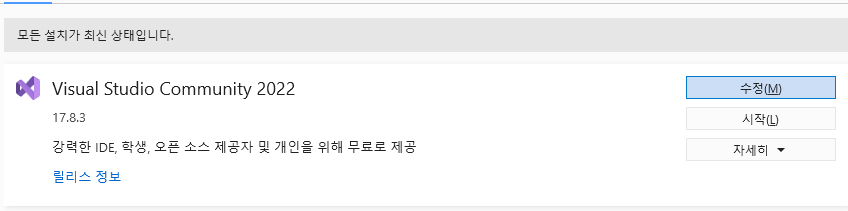 모든 설치가 최신 상태입니다.
Visual Studio Community 2022
17.8.3
강력한 IDE, 학생, 오픈 소스 제공자 및 개인을 위해 무료로 제공
릴리스 정보
수정(M)
시작(L)
자세히